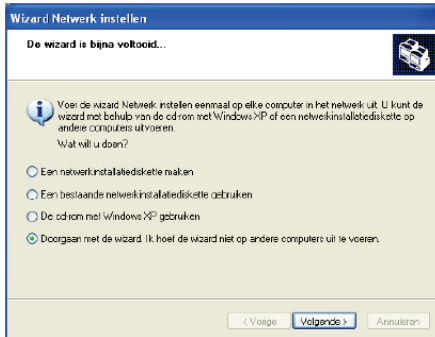 Wizard Netwerk instellen
De wizard is bijna voltooid...
Voer de wizard Netwerk instellen eenmaal op elke computer in het netwerk uit. U kunt de
wizard met behulp van de cd-rom met Windows XP of een netwerkinstallatiediskette op
andere computers uitvoeren.
Wat wilt u doen?
Een netwerkinstallatiediskette maken
Een bestaande netwerkinstallatiediskette gebruiken
De cd-rom met Windows XP gebruiken
Doorgaan met de wizard. Ik hoef de wizard niet op andere computers uit te voeren.
< Vorige Volgende > Annuleren